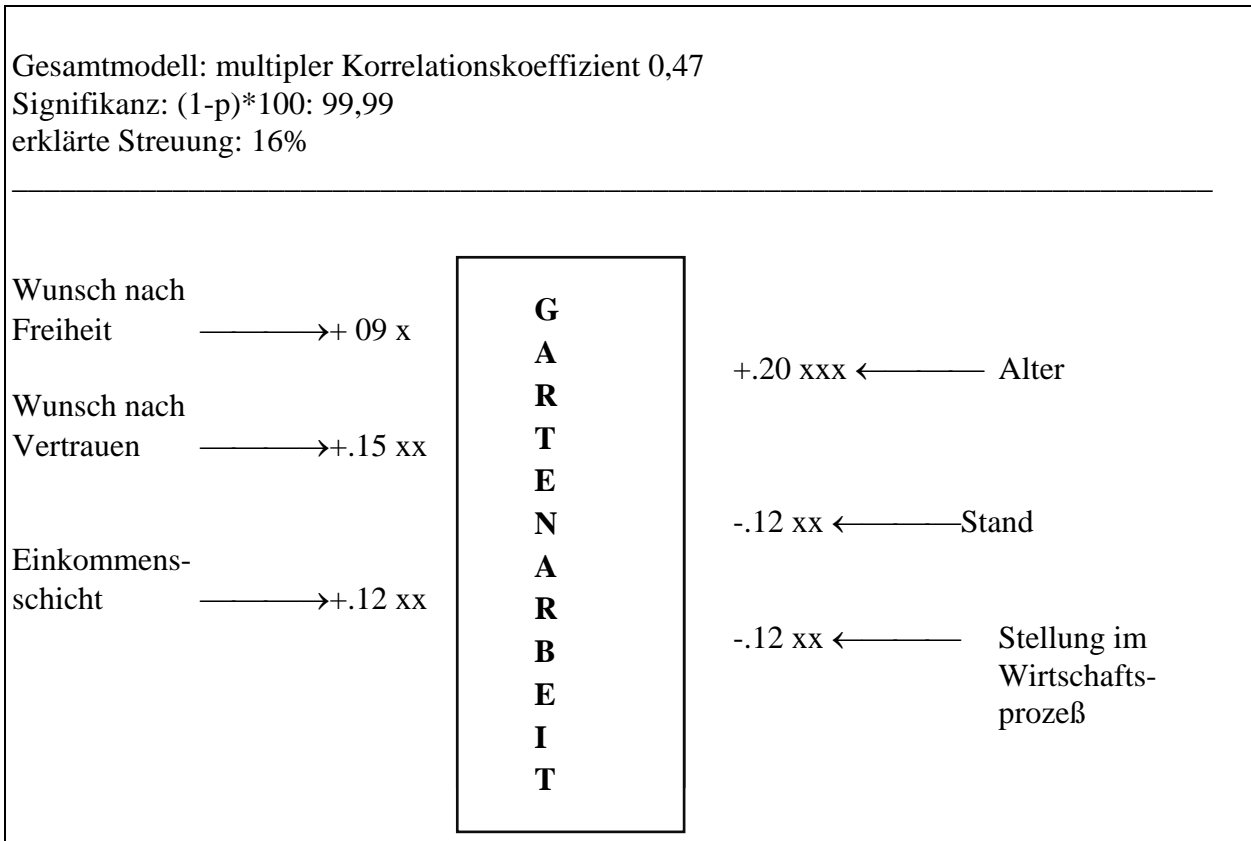 Gesamtmodell: multipler Korrelationskoeffizient 0,47
Signifikanz: (1-p)*100: 99,99
erklärte Streuung: 16%
Wunsch nach
Freiheit ⟶+ 09 x
Wunsch nach
Vertrauen ⟶+.15 xx
Einkommens-
schicht ⟶+.12 xx
G
A
R
T
E
N
A
R
B
E
I
T
+.20 xxx ⟵ Alter
-.12 xx ⟵Stand
-.12 xx ⟵ Stellung im
Wirtschafts-
prozeß